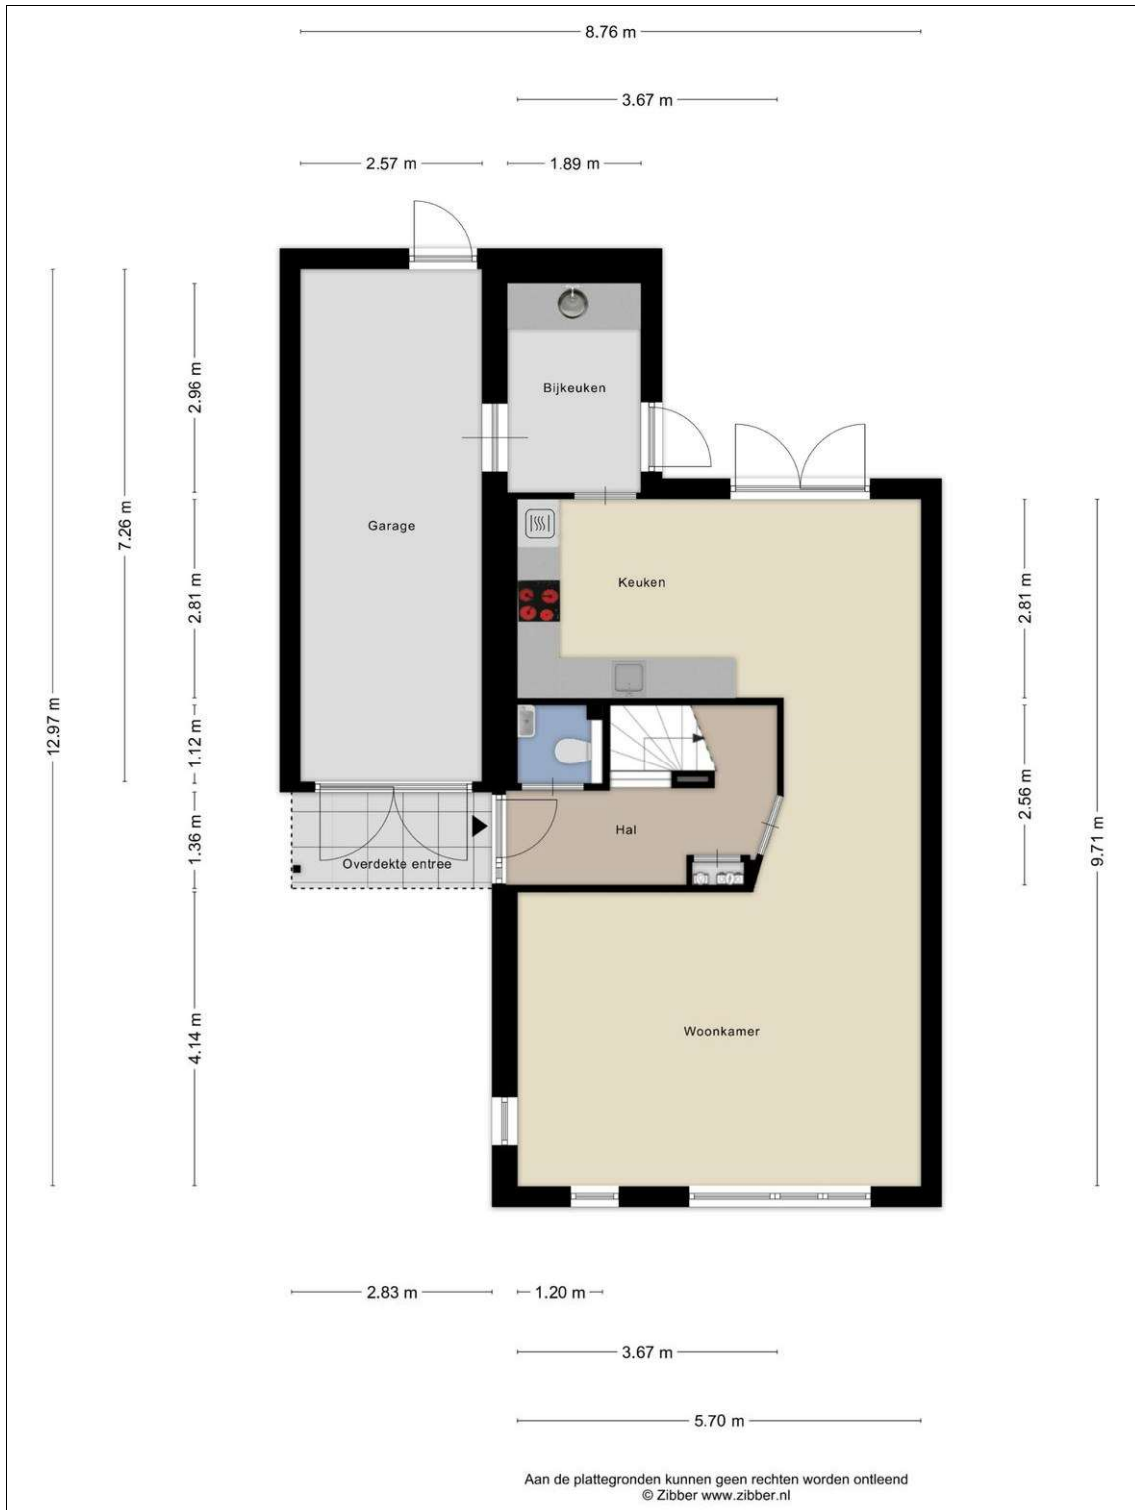 8.76 m
3.67 m
2.57 m
1.89 m
2.96 m
Bijkeuken
7.26 m
Garage
2.81 m
Keuken
2.81 m
12.97 m
1.12 m
2.56 m
1.36 m
Hal
9.71 m
Overdekte entree
4.14 m
Woonkamer
2.83 m
1.20 m
3.67 m
5.70 m
Aan de plattegronden kunnen geen rechten worden ontleend
© Zibber www.zibber.nl